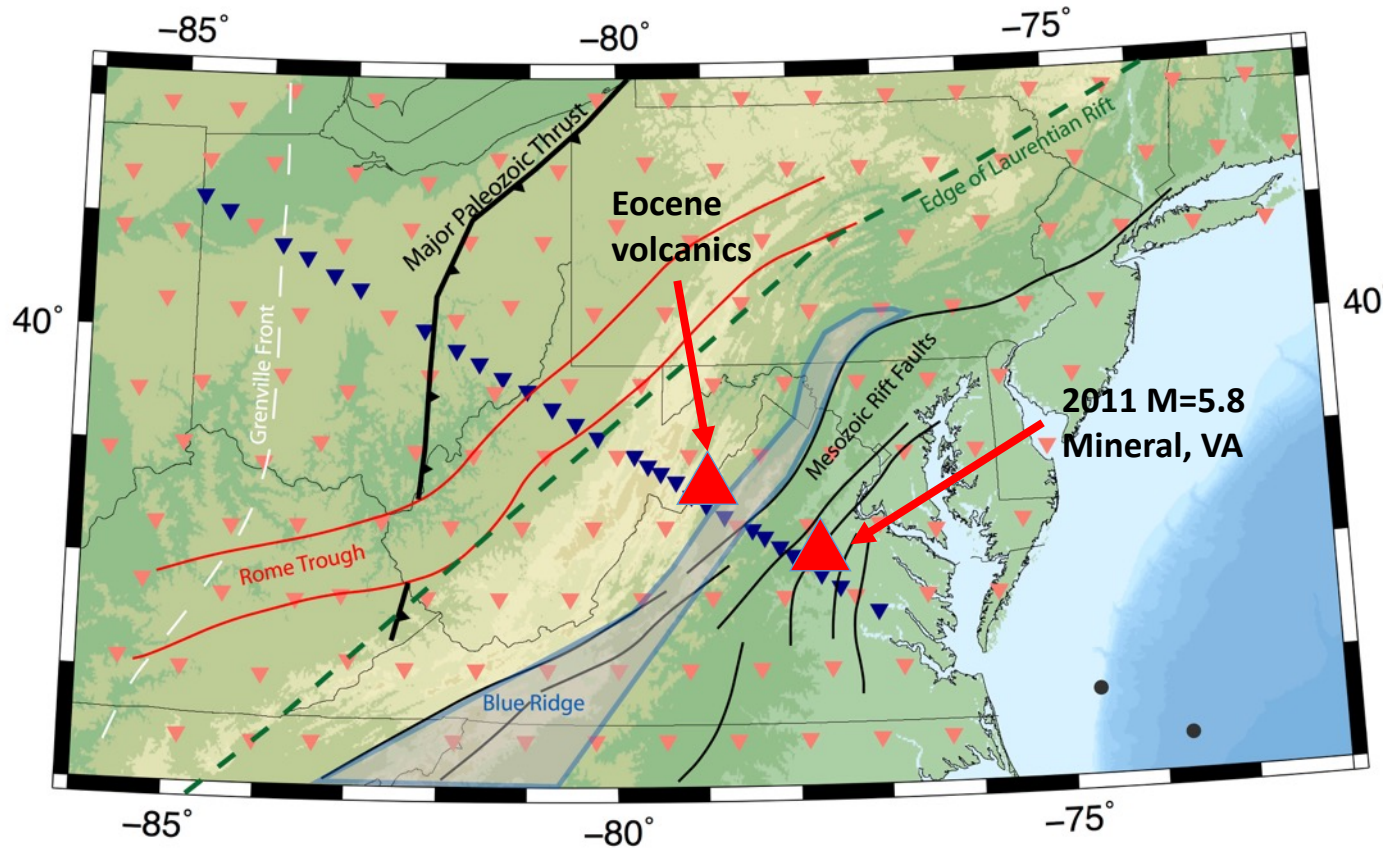 −85°
−80°
−75°
Major Paleozoic Thrust
Edge of Laurentian Rift
Eocene
volcanics
40°
40°
Grenville Front
Mesozoic Rift Faults
2011 M=5.8
Mineral, VA
Rome Trough
Blue Ridge
−85°
−80°
−75°